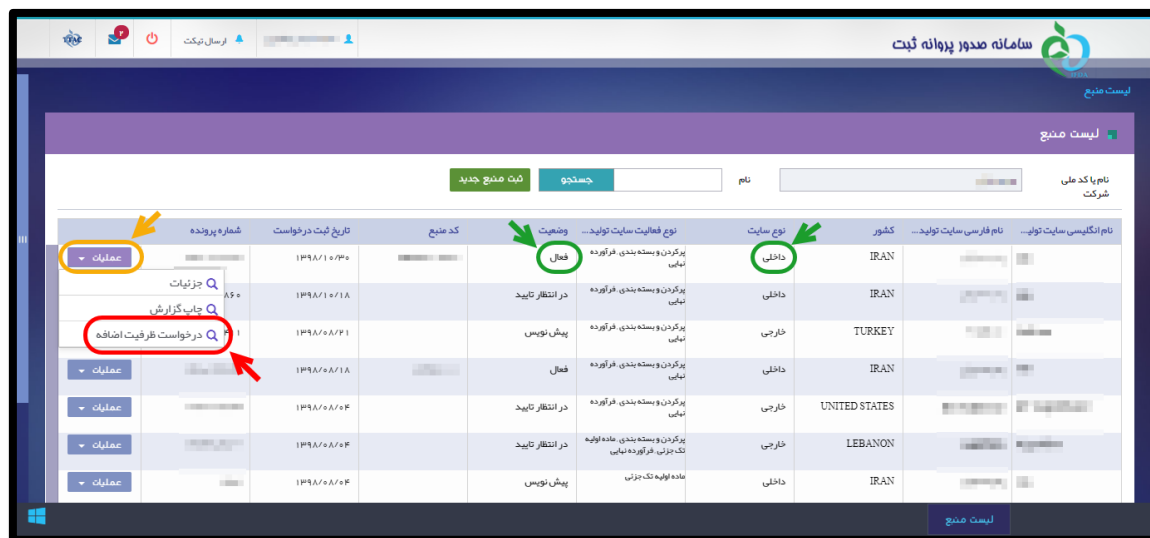 سامانه صدور پروانه ثبت
ارسال تیکت
۲
TTAC
لیست منبع
لیست منبع
نام یا کد ملی شرکت
نام
جستجو
ثبت منبع جدید
نام انگلیسی سایت تولید... نام فارسی سایت تولید... کشور نوع سایت نوع فعالیت سایت تولید... وضعیت کد منبع تاریخ ثبت درخواست شماره پرونده
IRAN داخلی پرکردن و بسته بندی ,فرآورده نهایی فعال ۱۳۹۸/۱۰/۳۰ عملیات
جزئیات
چاپ گزارش
درخواست ظرفیت اضافه
IRAN داخلی پرکردن و بسته بندی ,فرآورده نهایی در انتظار تایید ۱۳۹۸/۱۰/۱۸ ۸۶۰
TURKEY خارجی پرکردن و بسته بندی ,فرآورده نهایی پیش نویس ۱۳۹۸/۰۸/۲۱
IRAN داخلی پرکردن و بسته بندی ,فرآورده نهایی فعال ۱۳۹۸/۰۸/۱۸ عملیات
UNITED STATES خارجی پرکردن و بسته بندی ,فرآورده نهایی در انتظار تایید ۱۳۹۸/۰۸/۰۴ عملیات
LEBANON خارجی پرکردن و بسته بندی ,ماده اولیه تک جزئی ,فرآورده نهایی در انتظار تایید ۱۳۹۸/۰۸/۰۴ عملیات
IRAN داخلی ماده اولیه تک جزئی پیش نویس ۱۳۹۸/۰۸/۰۴ عملیات
لیست منبع